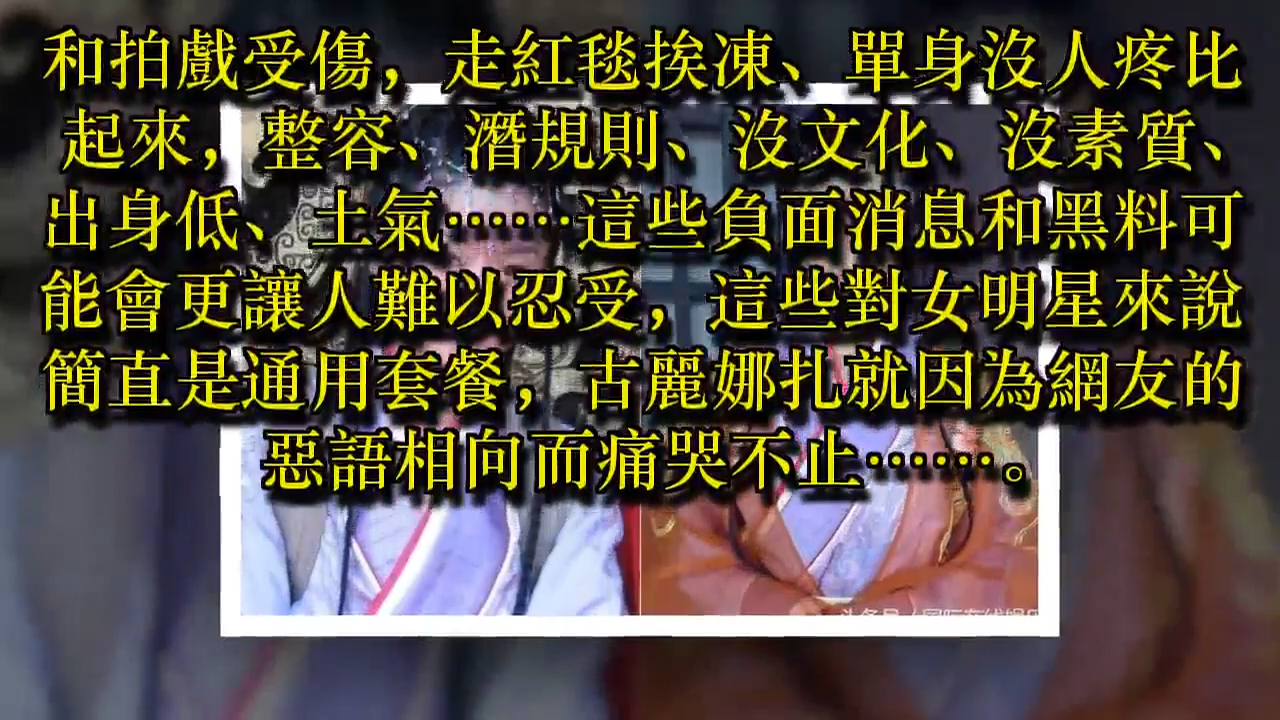 和拍戲受傷，走紅毯挨凍、單身沒人疼比
起來，整容、潛規則、沒文化、沒素質、
出身低、土氣……這些負面消息和黑料可
能會更讓人難以忍受，這些對女明星來說
簡直是通用套餐，古麗娜扎就因為網友的
惡語相向而痛哭不止……。